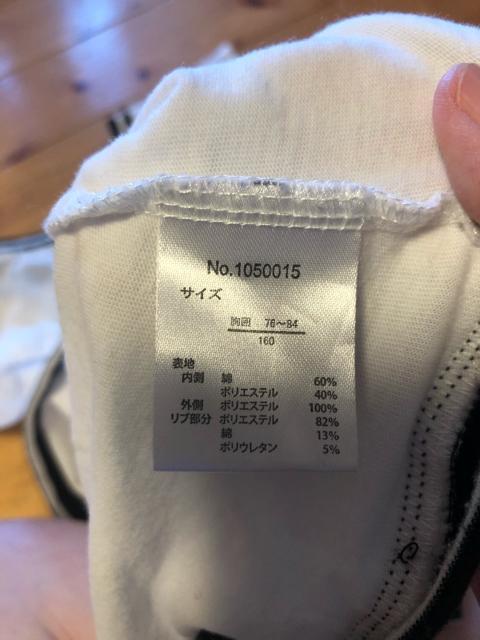 No.1050015
サイズ
胸囲 76～84
160
表地
内側 綿 60%
ポリエステル 40%
外側 ポリエステル 100%
リブ部分 ポリエステル 82%
綿 13%
ポリウレタン 5%